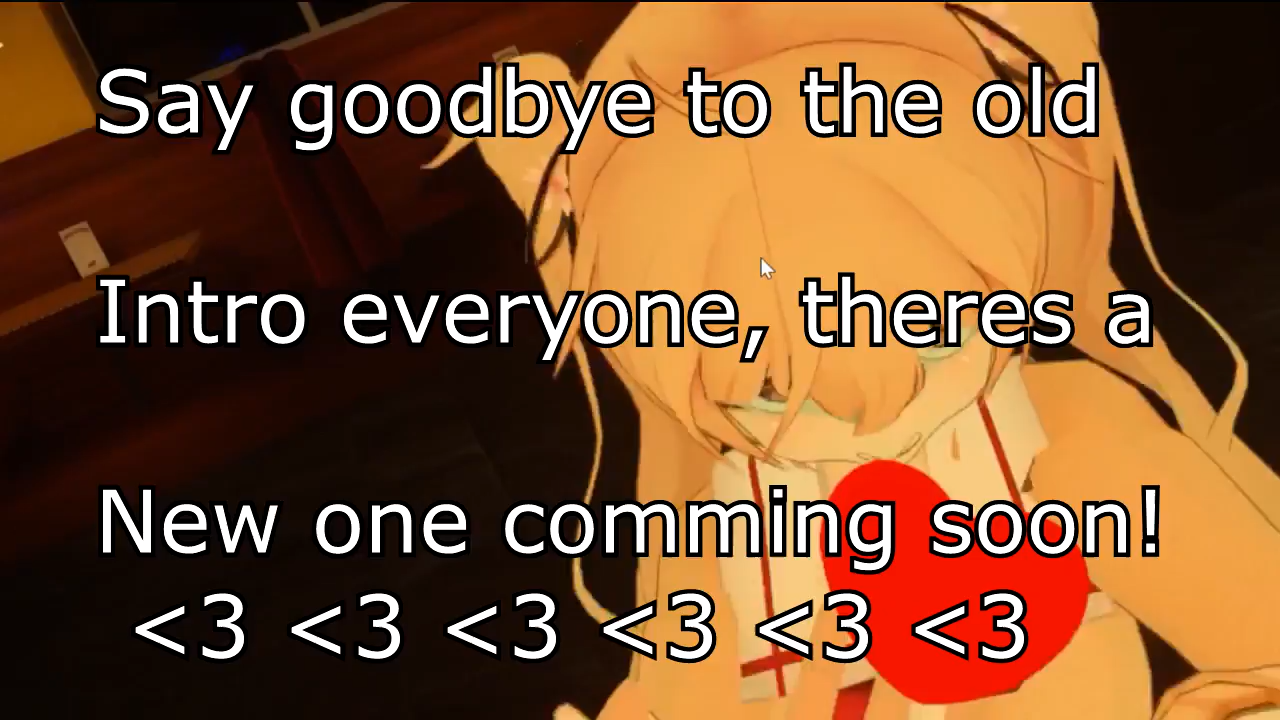 Say goodbye to the old
Intro everyone, theres a
New one comming soon!
<3 <3 <3 <3 <3 <3